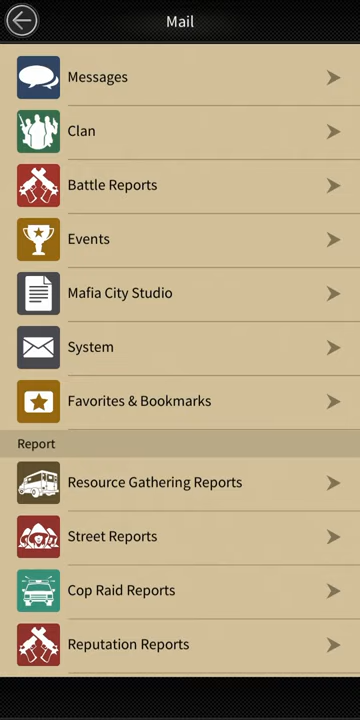 Mail
Messages
Clan
Battle Reports
Events
Mafia City Studio
System
Favorites & Bookmarks
Report
Resource Gathering Reports
Street Reports
Cop Raid Reports
Reputation Reports